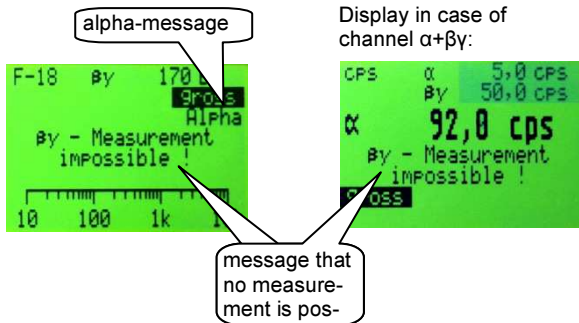 alpha-message
Display in case of
channel α+βγ:
F-18 βγ 170
gross
Alpha
βγ - Measurement
impossible !
10 100 1k
cps α 5,0 cps
βγ 50,0 cps
α 92,0 cps
βγ - Measurement
impossible !
gross
message that
no measure-
ment is pos-